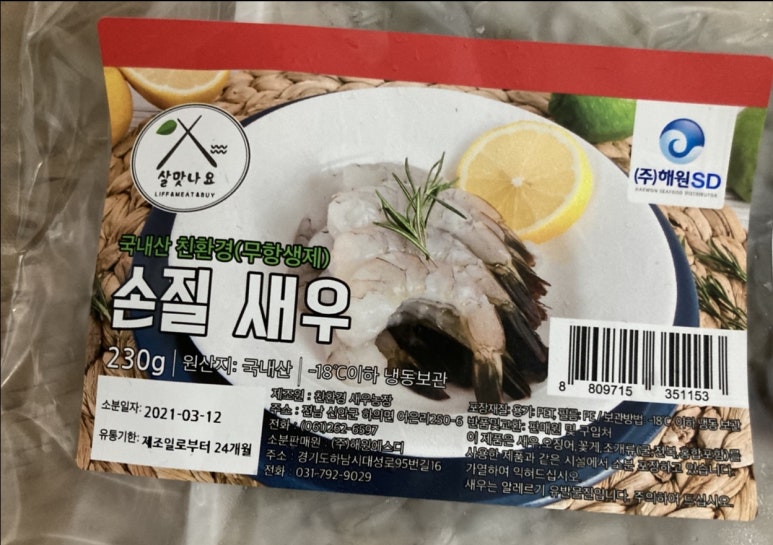 살맛나요
LIFF&MEAT&BUY
(주)해원SD
HAEWON SEAFOOD DISTRIBUTER
국내산 친환경(무항생제)
손질 새우
230g | 원산지: 국내산 | -18℃이하 냉동보관
8 809715 351153
소분일자: 2021-03-12
유통기한: 제조일로부터 24개월
제조원 : 친환경 새우농장
주소 : 전남 신안군 하의면 어은리250-6
전화 : (061)262-6597
소분판매원 : (주)해원에스디
주소 : 경기도하남시대성로95번길16
전화 : 031-792-9029
포장재질: 용기: PET, 필름: PE / 보관방법: -18℃이하 냉동 보관
반품및교환: 판매원 및 구입처
이 제품은 새우,오징어,꽃게,조개류(굴,전복,홍합포함)를
사용한 제품과 같은 시설에서 소분 포장하고 있습니다.
가열하여 익혀드십시오.
새우는 알레르기 유발물질입니다. 주의하여 드십시오.